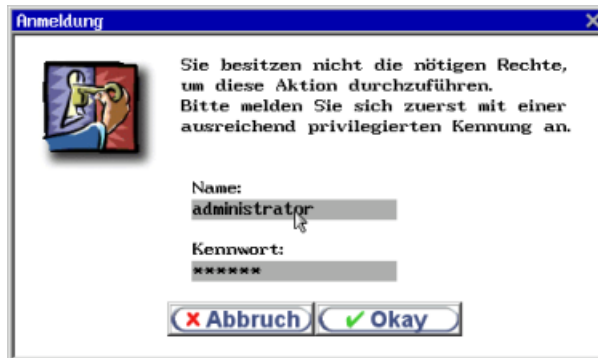 Anmeldung
Sie besitzen nicht die nötigen Rechte,
um diese Aktion durchzuführen.
Bitte melden Sie sich zuerst mit einer
ausreichend privilegierten Kennung an.
Name:
administrator
Kennwort:
******
Abbruch Okay